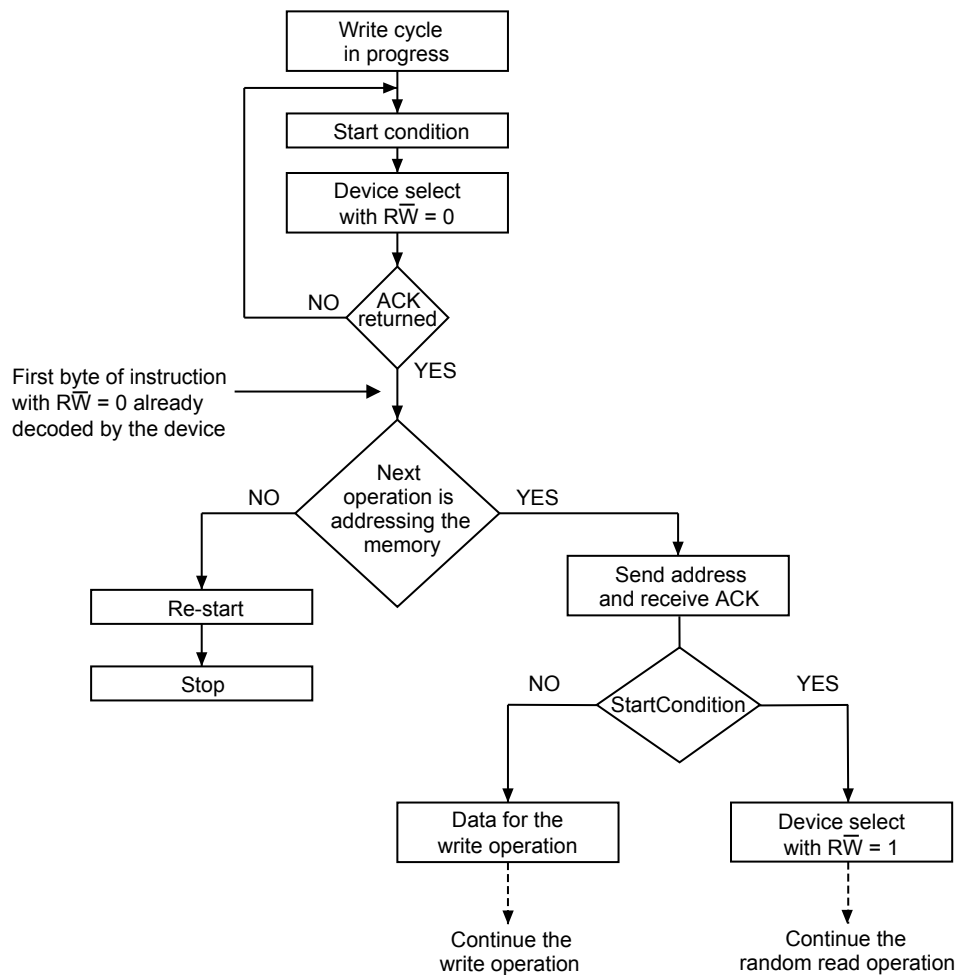 Write cycle
in progress
Start condition
Device select
with RW̅ = 0
NO
ACK
returned
YES
First byte of instruction
with RW̅ = 0 already
decoded by the device
NO
Next
operation is
addressing the
memory
YES
Re-start
Send address
and receive ACK
Stop
NO
StartCondition
YES
Data for the
write operation
Device select
with RW̅ = 1
Continue the
write operation
Continue the
random read operation